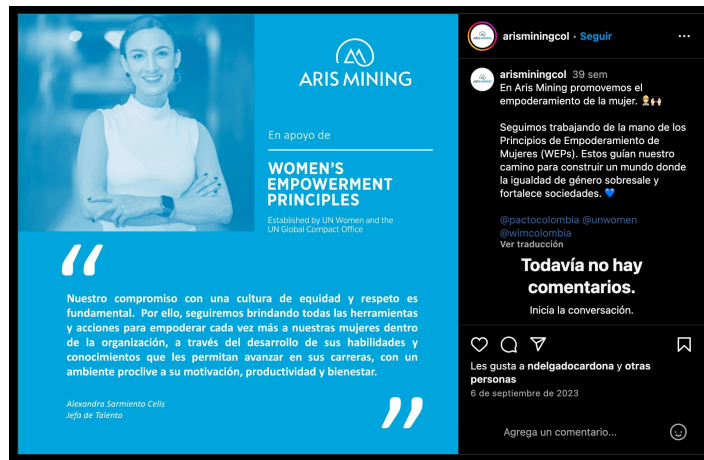 ARIS MINING
En apoyo de
WOMEN'S
EMPOWERMENT
PRINCIPLES
Established by UN Women and the
UN Global Compact Office
“
Nuestro compromiso con una cultura de equidad y respeto es
fundamental. Por ello, seguiremos brindando todas las herramientas
y acciones para empoderar cada vez más a nuestras mujeres dentro
de la organización, a través del desarrollo de sus habilidades y
conocimientos que les permitan avanzar en sus carreras, con un
ambiente proclive a su motivación, productividad y bienestar.
Alexandra Sarmiento Celis
Jefa de Talento
”
arisminingcol · Seguir
arisminingcol 39 sem
En Aris Mining promovemos el
empoderamiento de la mujer.
Seguimos trabajando de la mano de los
Principios de Empoderamiento de
Mujeres (WEPs). Estos guían nuestro
camino para construir un mundo donde
la igualdad de género sobresale y
fortalece sociedades. 💙
@pactocolombia @unwomen
@wimcolombia
Ver traducción
Todavía no hay
comentarios.
Inicia la conversación.
Les gusta a ndelgadocardona y otras
personas
6 de septiembre de 2023
Agrega un comentario...